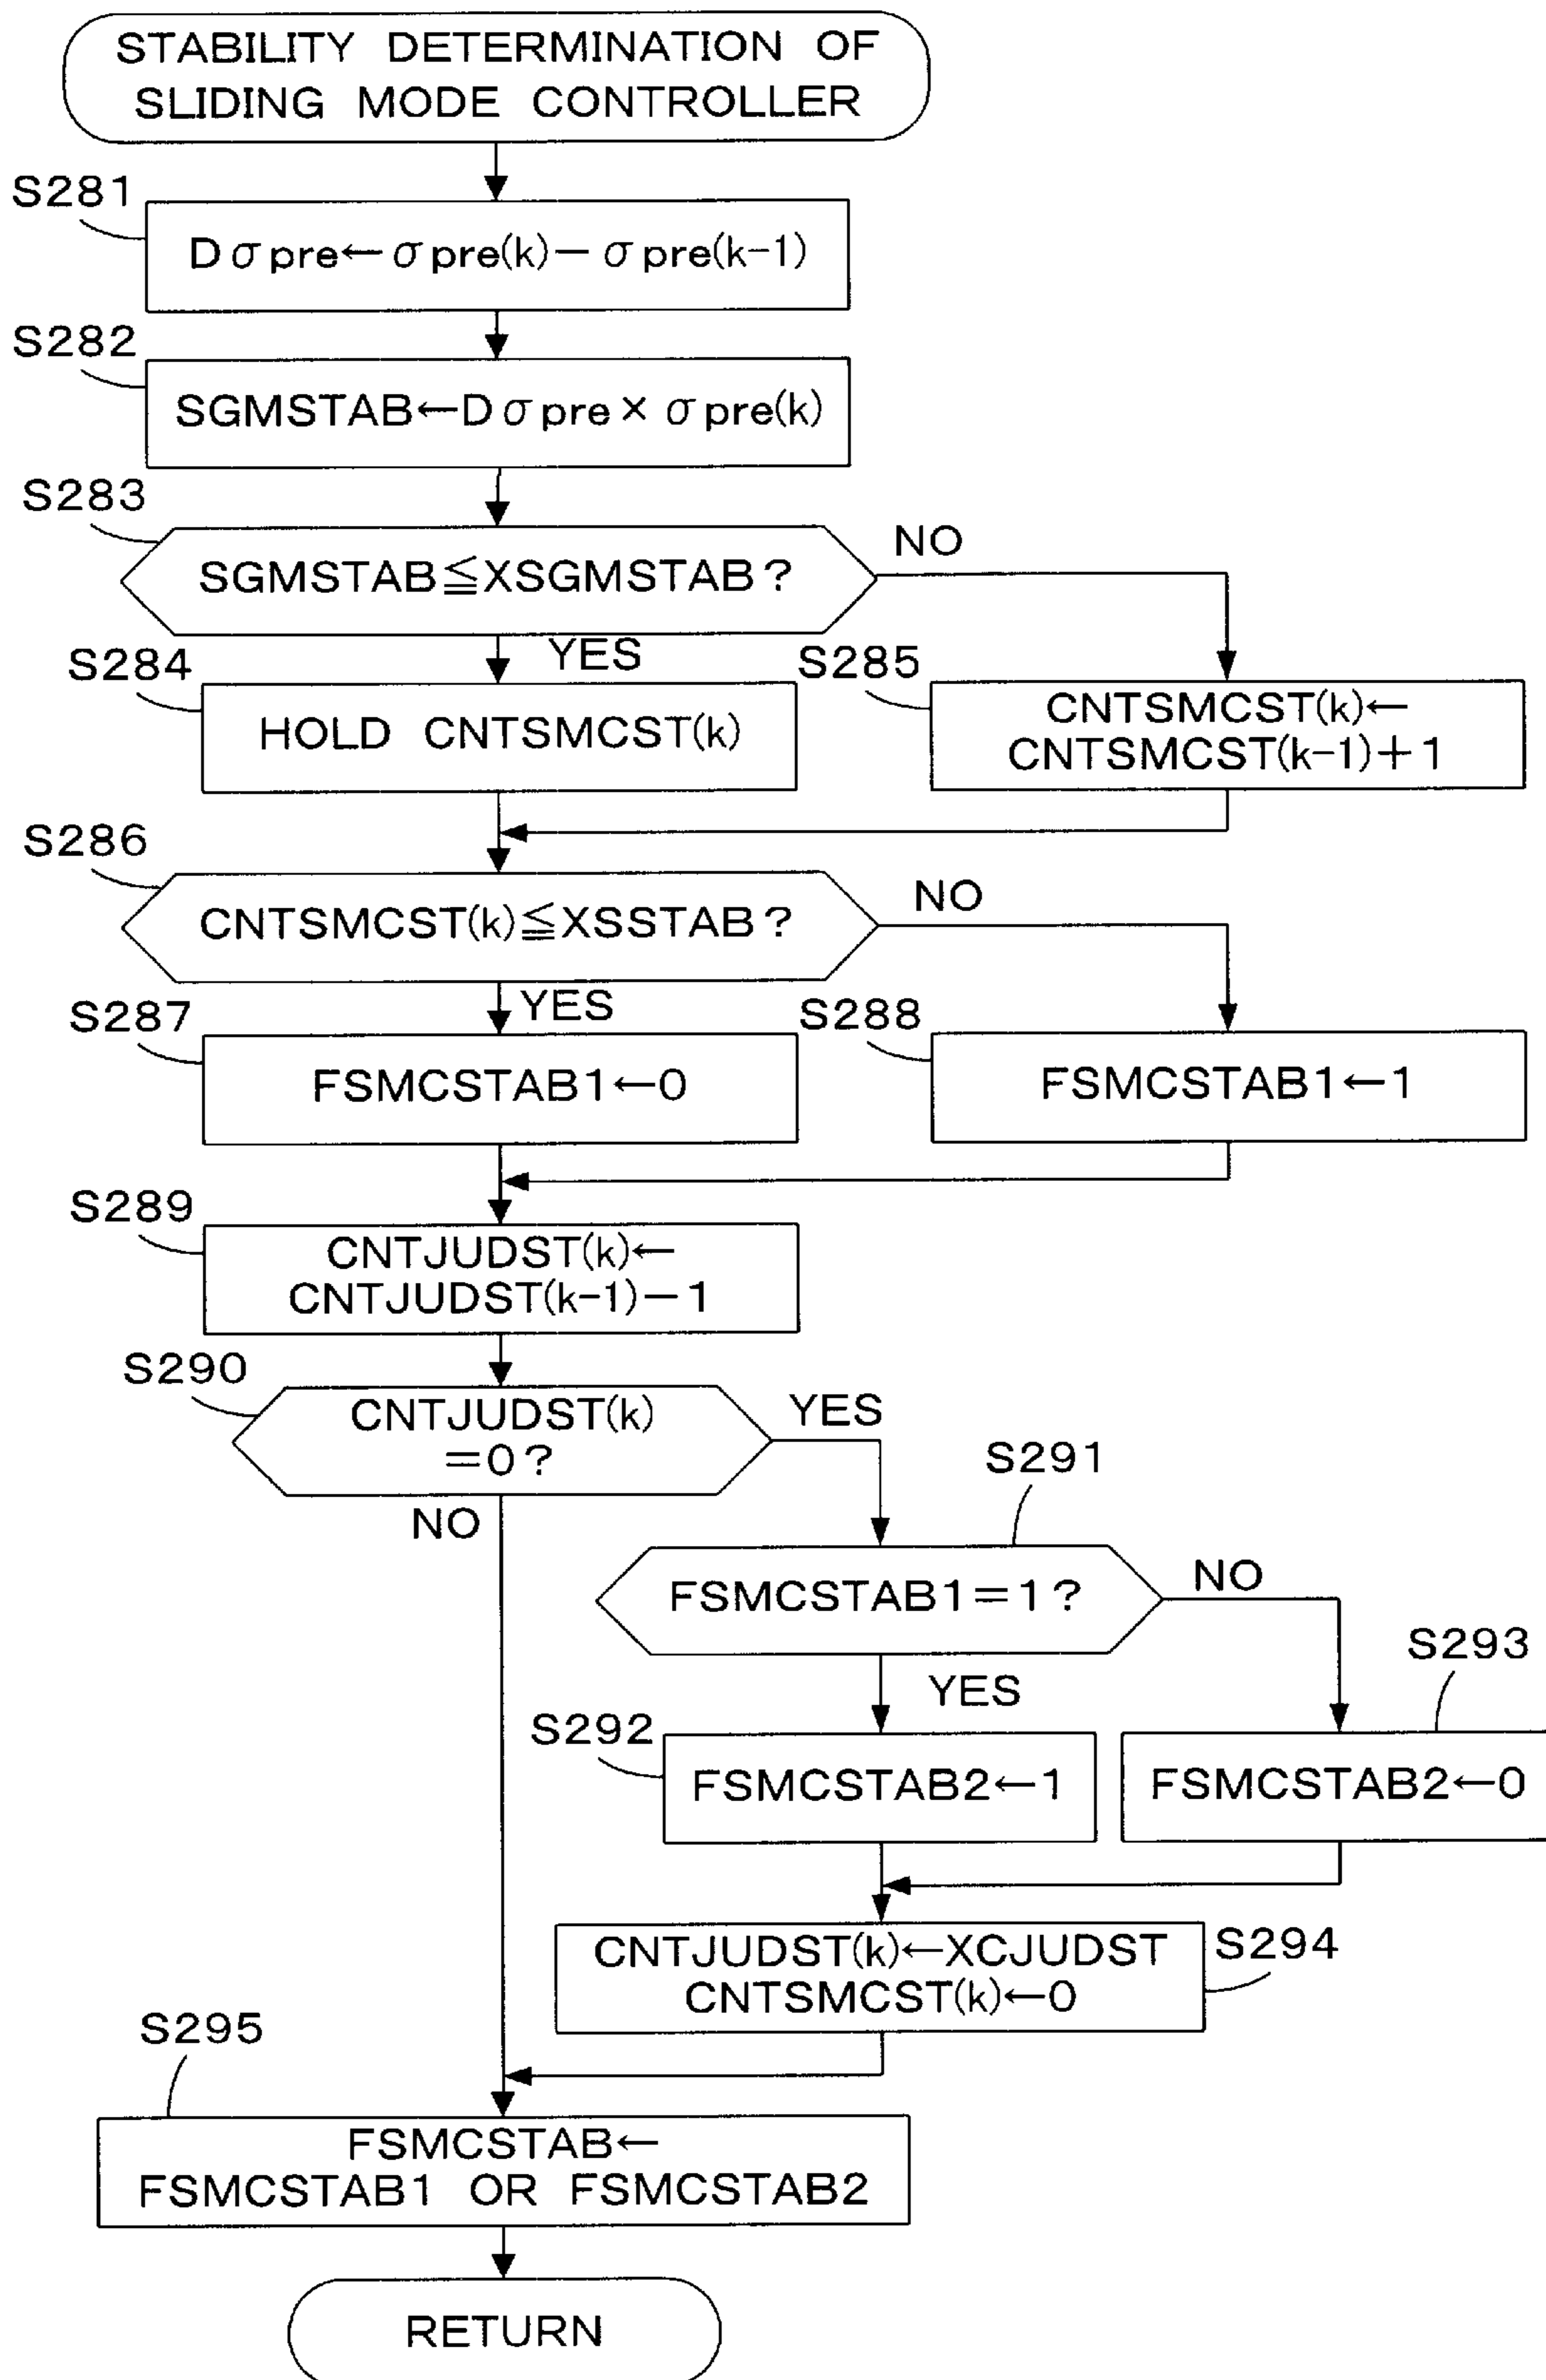 STABILITY DETERMINATION OF
SLIDING MODE CONTROLLER
S281
Dσpre←σpre(k)−σpre(k-1)
S282
SGMSTAB←Dσpre×σpre(k)
S283
SGMSTAB≦XSGMSTAB?
NO
YES
S284
HOLD CNTSMCST(k)
S285
CNTSMCST(k)←
CNTSMCST(k-1)+1
S286
CNTSMCST(k)≦XSSTAB?
NO
YES
S287
FSMCSTAB1←0
S288
FSMCSTAB1←1
S289
CNTJUDST(k)←
CNTJUDST(k-1)−1
S290
CNTJUDST(k)
=0?
YES
NO
S291
FSMCSTAB1=1?
NO
YES
S292
FSMCSTAB2←1
S293
FSMCSTAB2←0
S294
CNTJUDST(k)←XCJUDST
CNTSMCST(k)←0
S295
FSMCSTAB←
FSMCSTAB1 OR FSMCSTAB2
RETURN